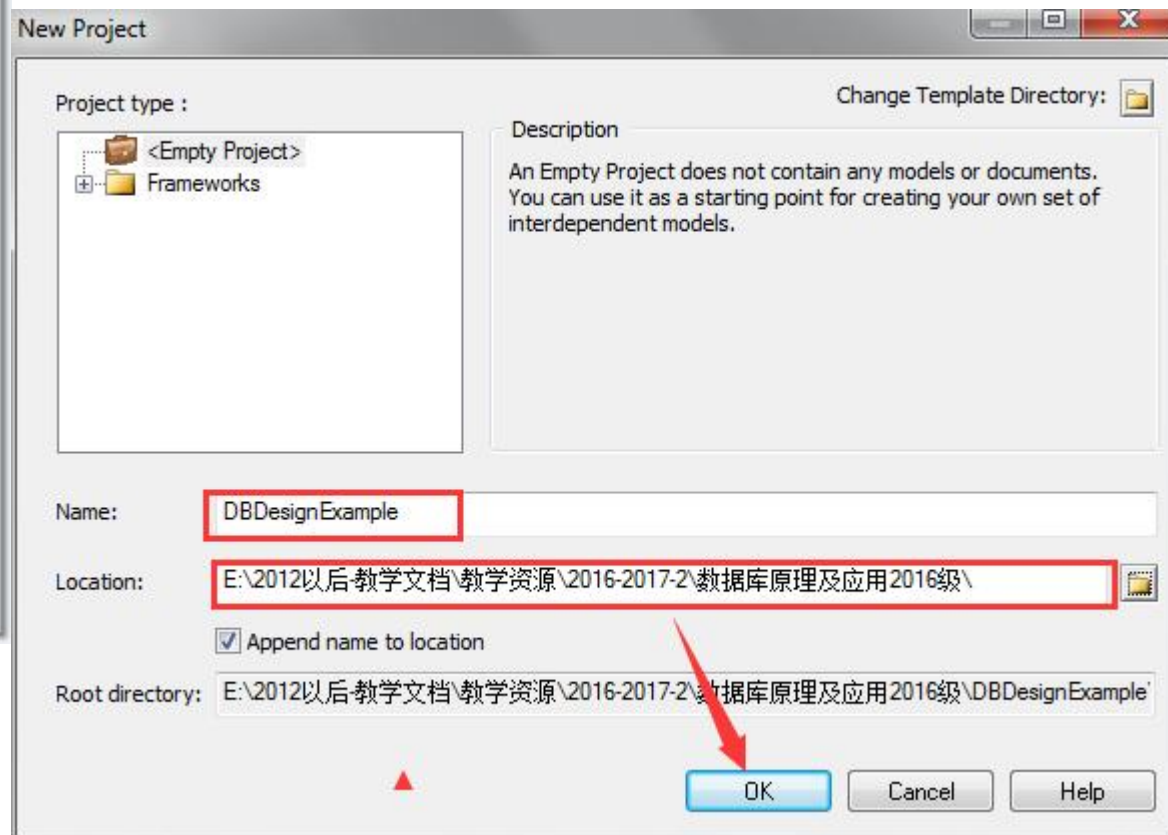 New Project
Project type :
Change Template Directory:
<Empty Project>
Frameworks
Description
An Empty Project does not contain any models or documents.
You can use it as a starting point for creating your own set of
interdependent models.
Name:
DBDesignExample
Location:
E:\2012以后-教学文档\教学资源\2016-2017-2\数据库原理及应用2016级\
Append name to location
Root directory:
E:\2012以后-教学文档\教学资源\2016-2017-2\数据库原理及应用2016级\DBDesignExample
OK
Cancel
Help